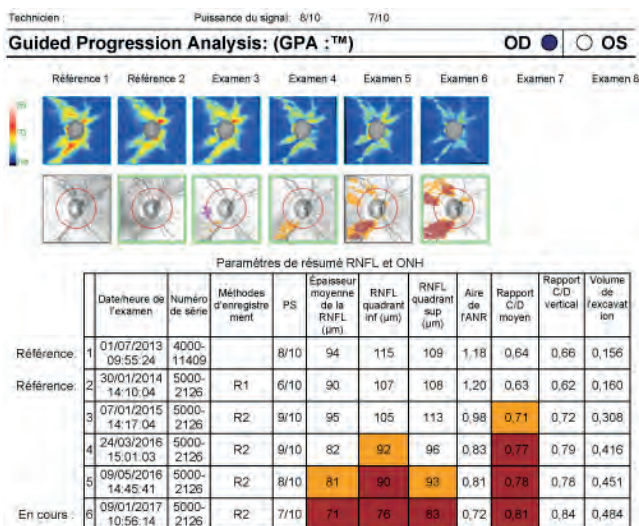 Technicien : Puissance du signal: 8/10 7/10
Guided Progression Analysis: (GPA :™) OD OS
Référence 1 Référence 2 Examen 3 Examen 4 Examen 5 Examen 6 Examen 7 Examen 8
Paramètres de résumé RNFL et ONH
Date/heure de l'examen Numéro de série Méthodes d'enregistre ment PS Épaisseur moyenne de la RNFL (µm) RNFL quadrant inf (µm) RNFL quadrant sup (µm) Aire de l'ANR Rapport C/D moyen Rapport C/D vertical Volume de l'excavat ion
Référence: 1 01/07/2013 09:55:24 4000-11409 8/10 94 115 109 1,18 0,64 0,66 0,156
Référence: 2 30/01/2014 14:10:04 5000-2126 R1 6/10 90 107 108 1,20 0,63 0,62 0,160
3 07/01/2015 14:17:04 5000-2126 R2 9/10 95 105 113 0,98 0,71 0,72 0,308
4 24/03/2016 15:01:03 5000-2126 R2 9/10 82 92 96 0,83 0,77 0,79 0,416
5 09/05/2016 14:45:41 5000-2126 R2 8/10 81 90 93 0,81 0,78 0,78 0,451
En cours : 6 09/01/2017 10:56:14 5000-2126 R2 7/10 71 76 83 0,72 0,81 0,84 0,484